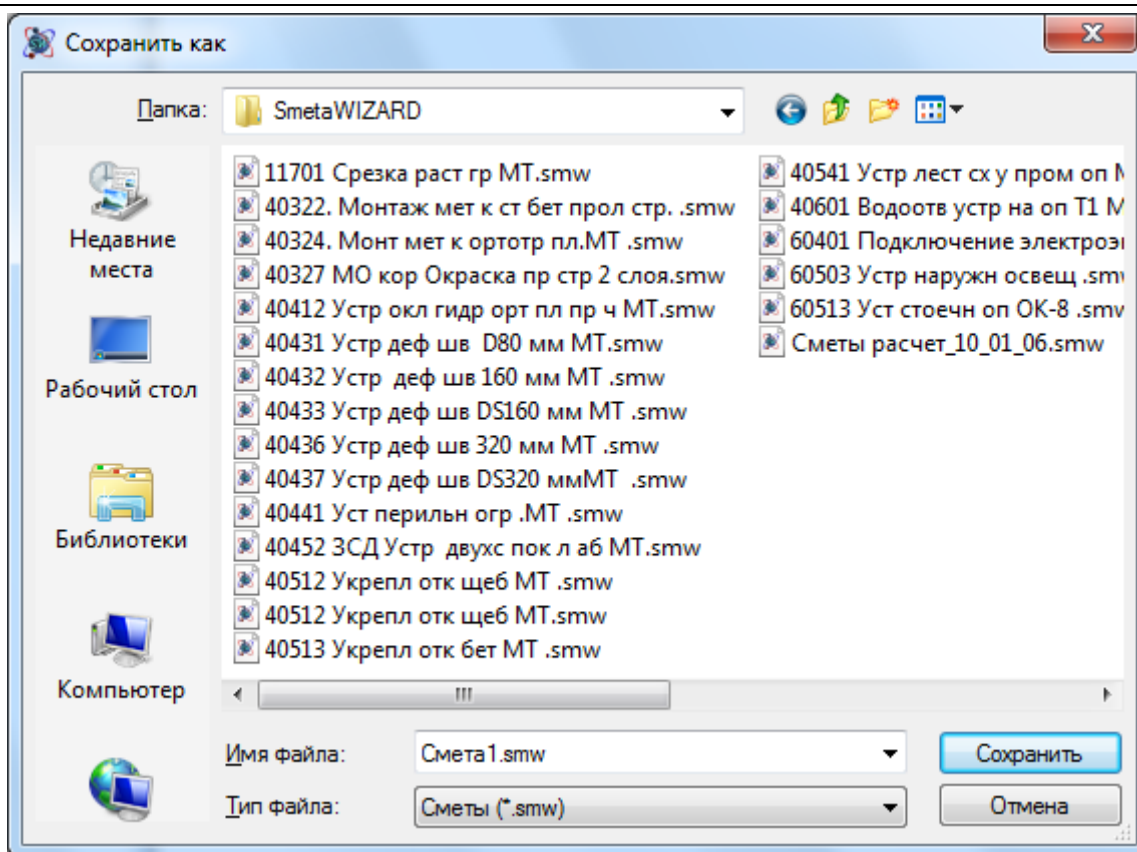 Сохранить как
Папка:
SmetaWIZARD
Недавние
места
Рабочий стол
Библиотеки
Компьютер
11701 Срезка раст гр МТ.smw
40322. Монтаж мет к ст бет прол стр. .smw
40324. Монт мет к ортотр пл.МТ .smw
40327 МО кор Окраска пр стр 2 слоя.smw
40412 Устр окл гидр орт пл пр ч МТ.smw
40431 Устр деф шв  D80 мм МТ.smw
40432 Устр  деф шв 160 мм МТ .smw
40433 Устр деф шв DS160 мм МТ .smw
40436 Устр деф шв 320 мм МТ .smw
40437 Устр деф шв DS320 ммМТ  .smw
40441 Уст перильн огр .МТ .smw
40452 ЗСД Устр  двухс пок л аб МТ.smw
40512 Укрепл отк щеб МТ .smw
40512 Укрепл отк щеб МТ.smw
40513 Укрепл отк бет МТ .smw
40541 Устр лест сх у пром оп
40601 Водоотв устр на оп Т1 М
60401 Подключение
60503 Устр наружн освещ .smw
60513 Уст стоечн оп ОК-8 .smw
Сметы расчет_10_01_06.smw
Имя файла:
Смета1.smw
Сохранить
Тип файла:
Сметы (*.smw)
Отмена